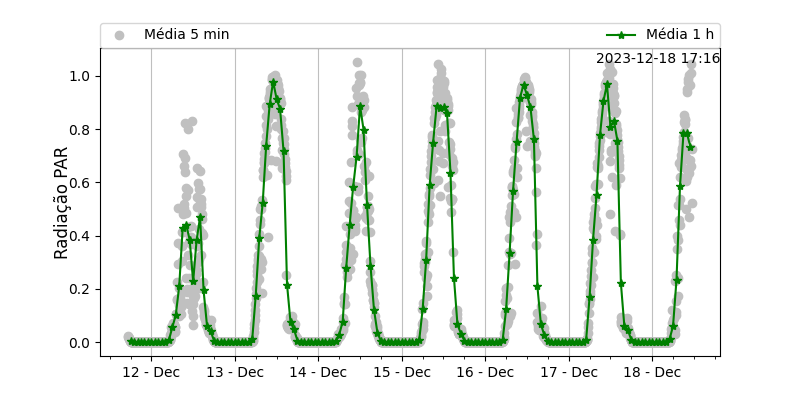 Média 5 min
Média 1 h
2023-12-18 17:16
Radiação PAR
1.0
0.8
0.6
0.4
0.2
0.0
12 - Dec
13 - Dec
14 - Dec
15 - Dec
16 - Dec
17 - Dec
18 - Dec